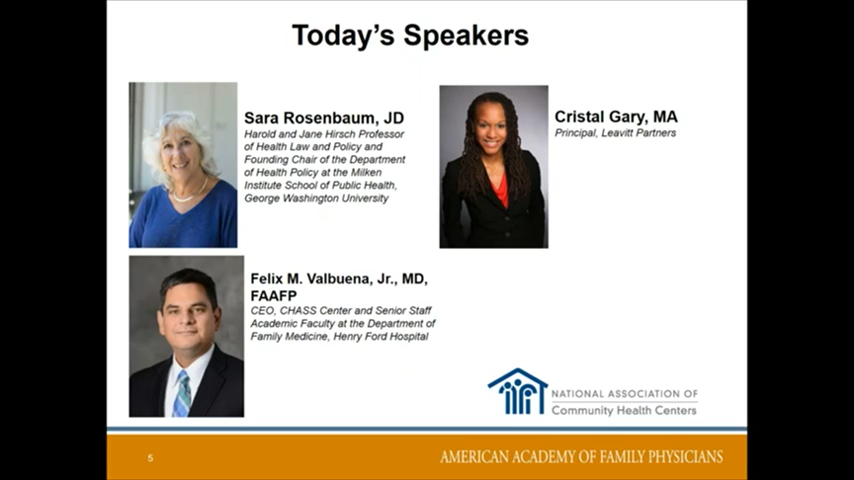 Today's Speakers
Sara Rosenbaum, JD
Harold and Jane Hirsch Professor
of Health Law and Policy and
Founding Chair of the Department
of Health Policy at the Milken
Institute School of Public Health,
George Washington University
Cristal Gary, MA
Principal, Leavitt Partners
Felix M. Valbuena, Jr., MD,
FAAFP
CEO, CHASS Center and Senior Staff
Academic Faculty at the Department of
Family Medicine, Henry Ford Hospital
NATIONAL ASSOCIATION OF
Community Health Centers
5
AMERICAN ACADEMY OF FAMILY PHYSICIANS